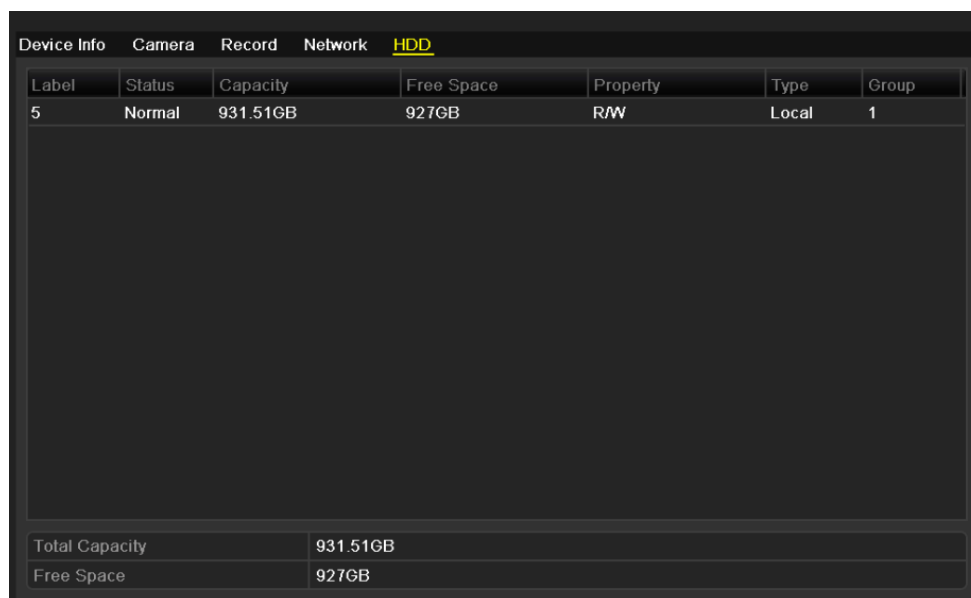 Device Info Camera Record Network HDD
Label Status Capacity Free Space Property Type Group
5 Normal 931.51GB 927GB R/W Local 1
Total Capacity 931.51GB
Free Space 927GB